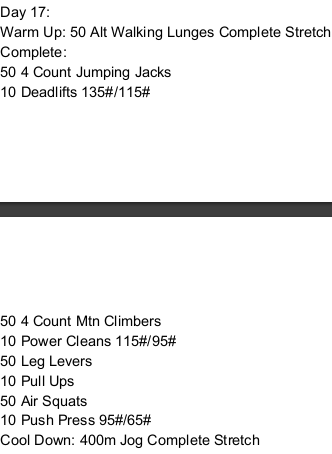 Day 17:
Warm Up: 50 Alt Walking Lunges Complete Stretch
Complete:
50 4 Count Jumping Jacks
10 Deadlifts 135#/115#
50 4 Count Mtn Climbers
10 Power Cleans 115#/95#
50 Leg Levers
10 Pull Ups
50 Air Squats
10 Push Press 95#/65#
Cool Down: 400m Jog Complete Stretch